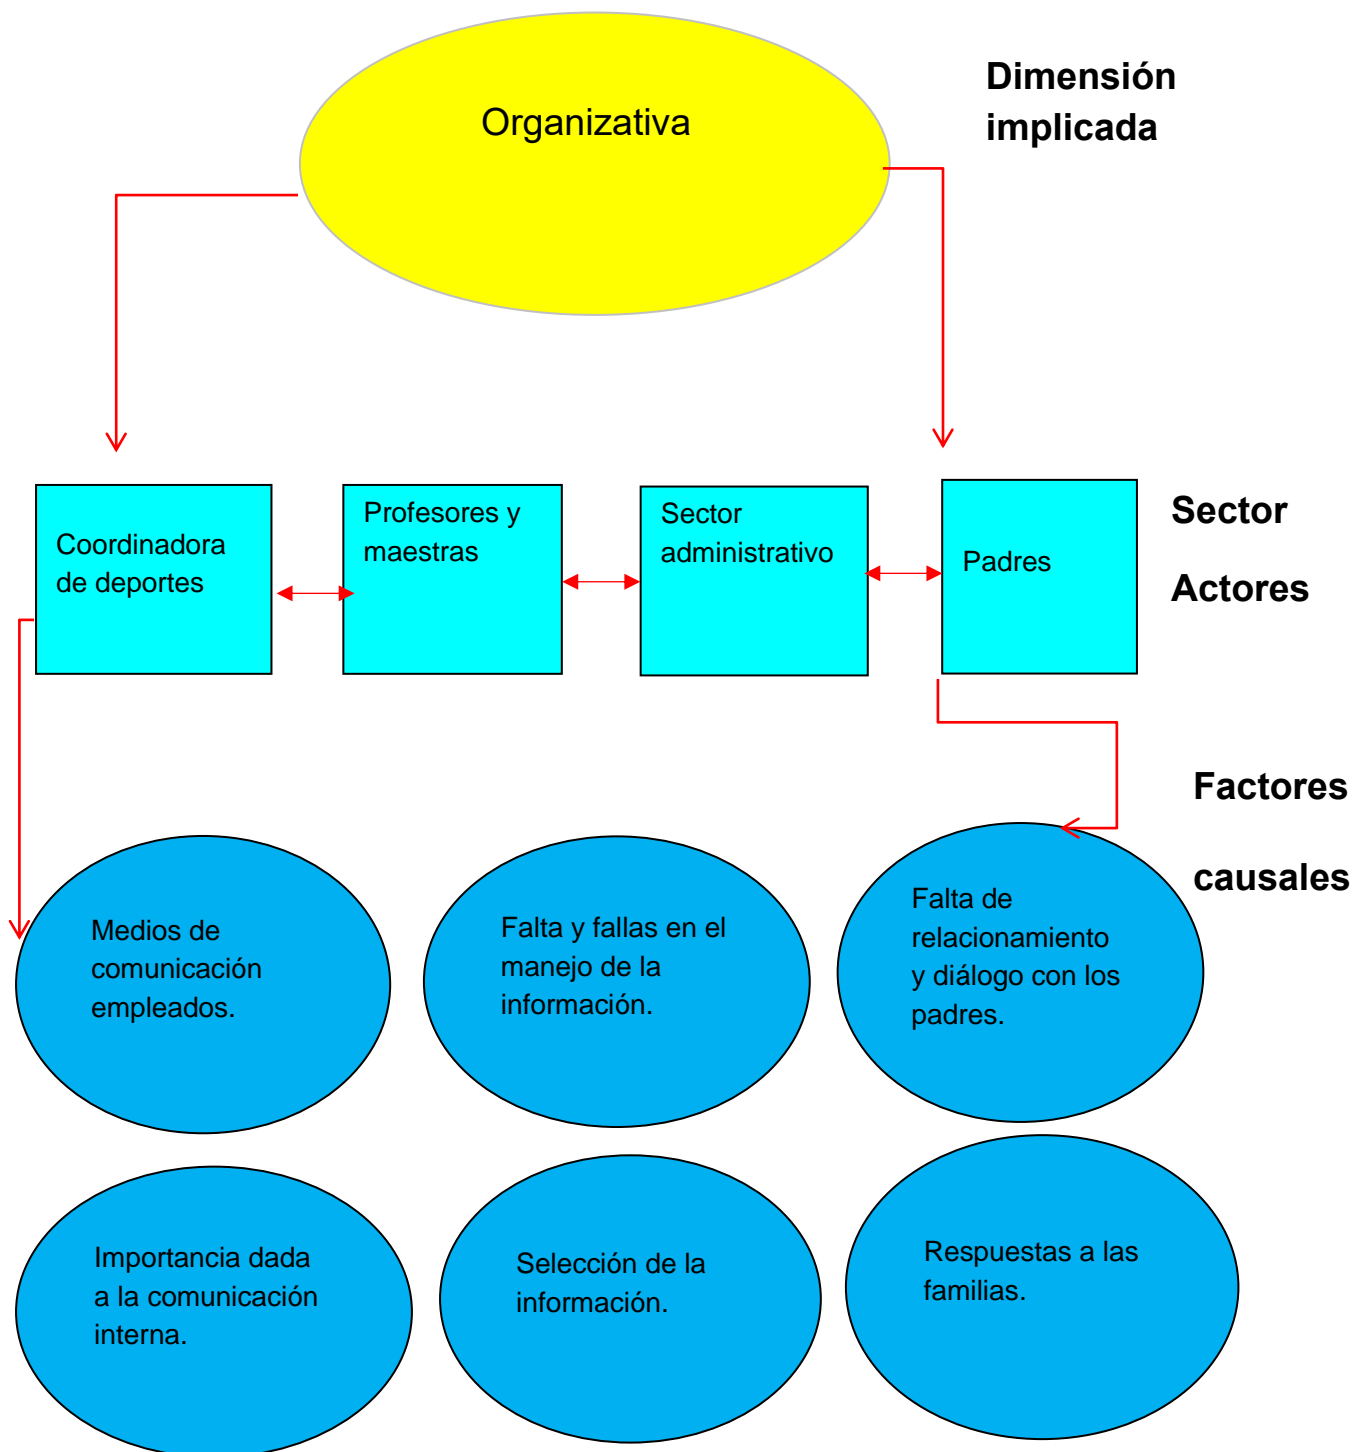 Organizativa
Dimensión
implicada
Coordinadora
de deportes
Profesores y
maestras
Sector
administrativo
Padres
Sector
Actores
Factores
causales
Medios de
comunicación
empleados.
Falta y fallas en el
manejo de la
información.
Falta de
relacionamiento
y diálogo con los
padres.
Importancia dada
a la comunicación
interna.
Selección de la
información.
Respuestas a las
familias.